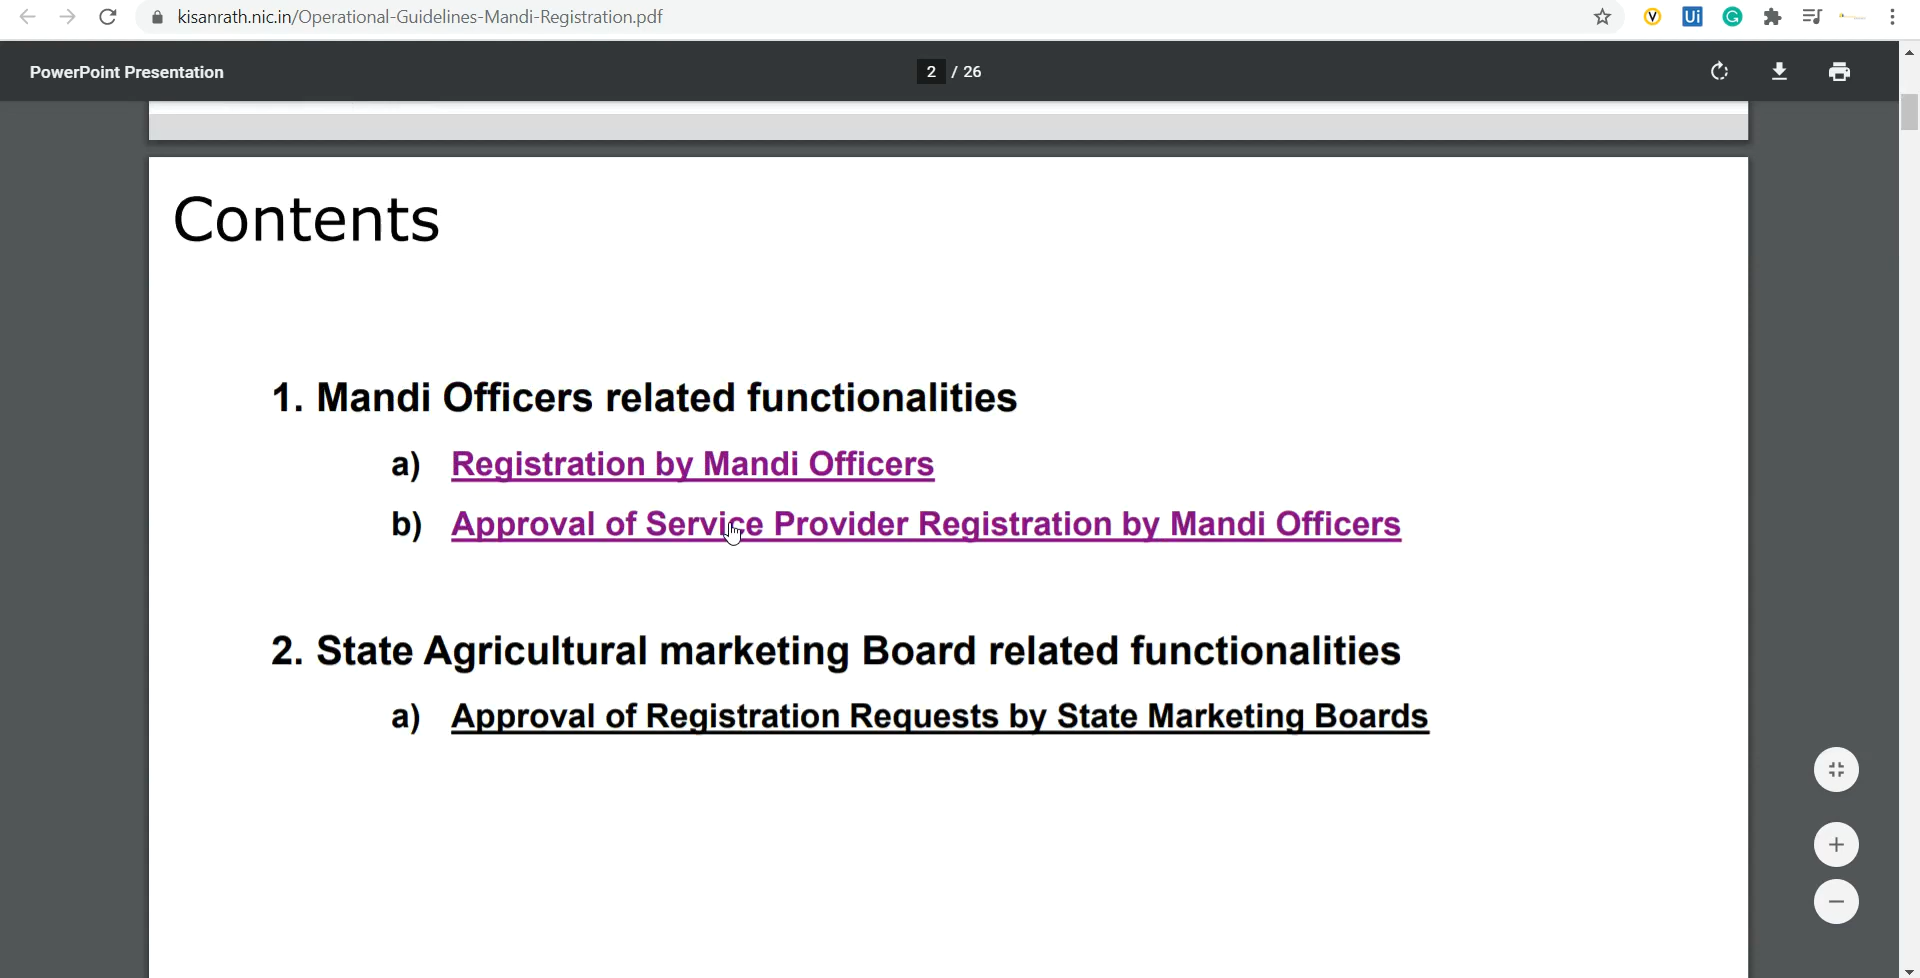 kisanrath.nic.in/Operational-Guidelines-Mandi-Registration.pdf
V
Ui
G
PowerPoint Presentation
2 / 26
Contents
1. Mandi Officers related functionalities
a) Registration by Mandi Officers
b) Approval of Service Provider Registration by Mandi Officers
2. State Agricultural marketing Board related functionalities
a) Approval of Registration Requests by State Marketing Boards